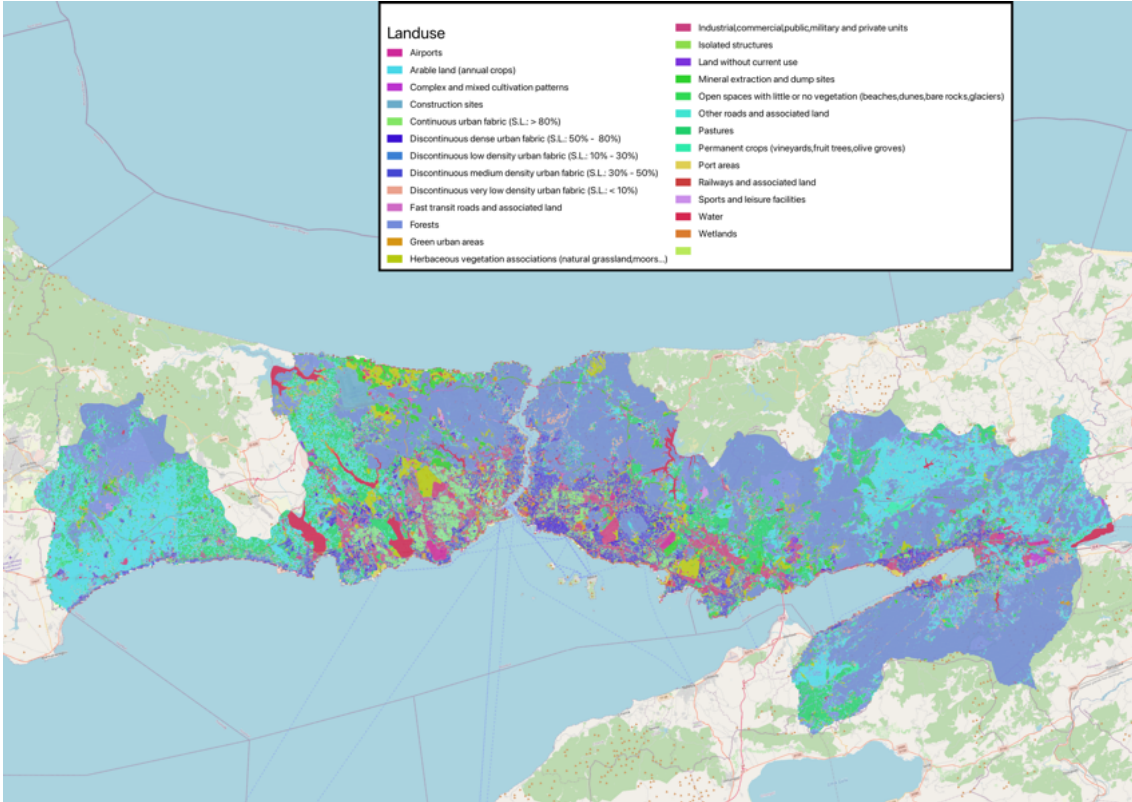 Landuse
Airports
Arable land (annual crops)
Complex and mixed cultivation patterns
Construction sites
Continuous urban fabric (S.L.: > 80%)
Discontinuous dense urban fabric (S.L.: 50% - 80%)
Discontinuous low density urban fabric (S.L.: 10% - 30%)
Discontinuous medium density urban fabric (S.L.: 30% - 50%)
Discontinuous very low density urban fabric (S.L.: < 10%)
Fast transit roads and associated land
Forests
Green urban areas
Herbaceous vegetation associations (natural grassland,moors...)
Industrial,commercial,public,military and private units
Isolated structures
Land without current use
Mineral extraction and dump sites
Open spaces with little or no vegetation (beaches,dunes,bare rocks,glaciers)
Other roads and associated land
Pastures
Permanent crops (vineyards,fruit trees,olive groves)
Port areas
Railways and associated land
Sports and leisure facilities
Water
Wetlands